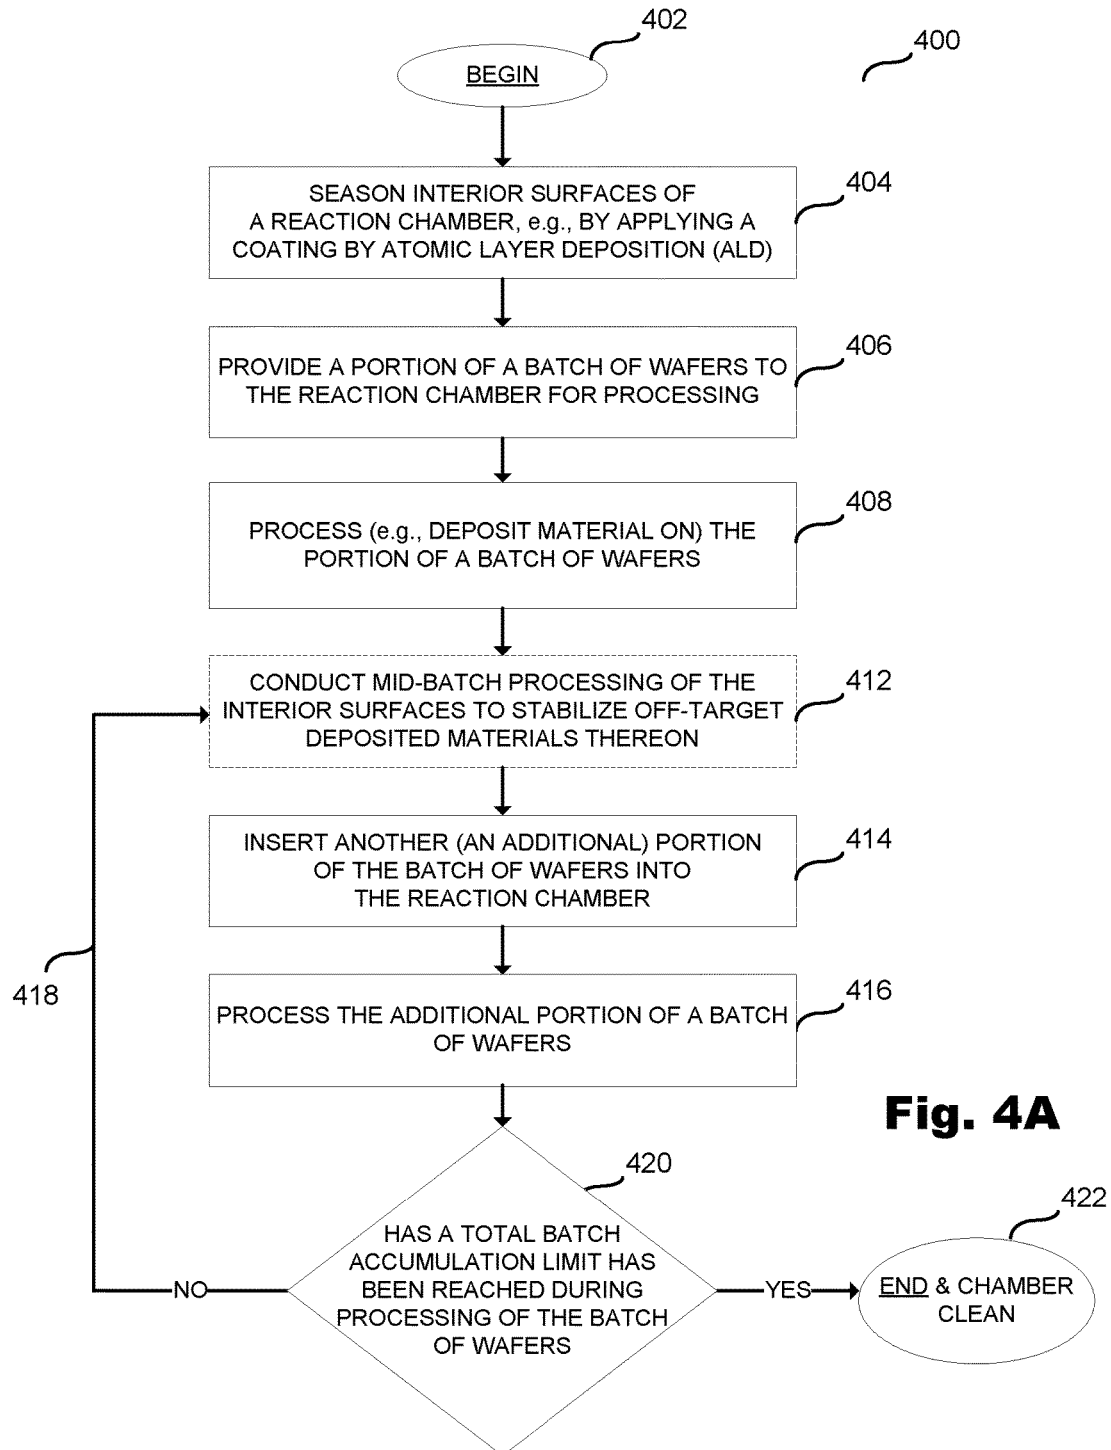 402
400
BEGIN
SEASON INTERIOR SURFACES OF
A REACTION CHAMBER, e.g., BY APPLYING A
COATING BY ATOMIC LAYER DEPOSITION (ALD)
404
PROVIDE A PORTION OF A BATCH OF WAFERS TO
THE REACTION CHAMBER FOR PROCESSING
406
PROCESS (e.g., DEPOSIT MATERIAL ON) THE
PORTION OF A BATCH OF WAFERS
408
CONDUCT MID-BATCH PROCESSING OF THE
INTERIOR SURFACES TO STABILIZE OFF-TARGET
DEPOSITED MATERIALS THEREON
412
INSERT ANOTHER (AN ADDITIONAL) PORTION
OF THE BATCH OF WAFERS INTO
THE REACTION CHAMBER
414
418
PROCESS THE ADDITIONAL PORTION OF A BATCH
OF WAFERS
416
Fig. 4A
420
HAS A TOTAL BATCH
ACCUMULATION LIMIT HAS
BEEN REACHED DURING
PROCESSING OF THE BATCH
OF WAFERS
NO
YES
422
END & CHAMBER
CLEAN